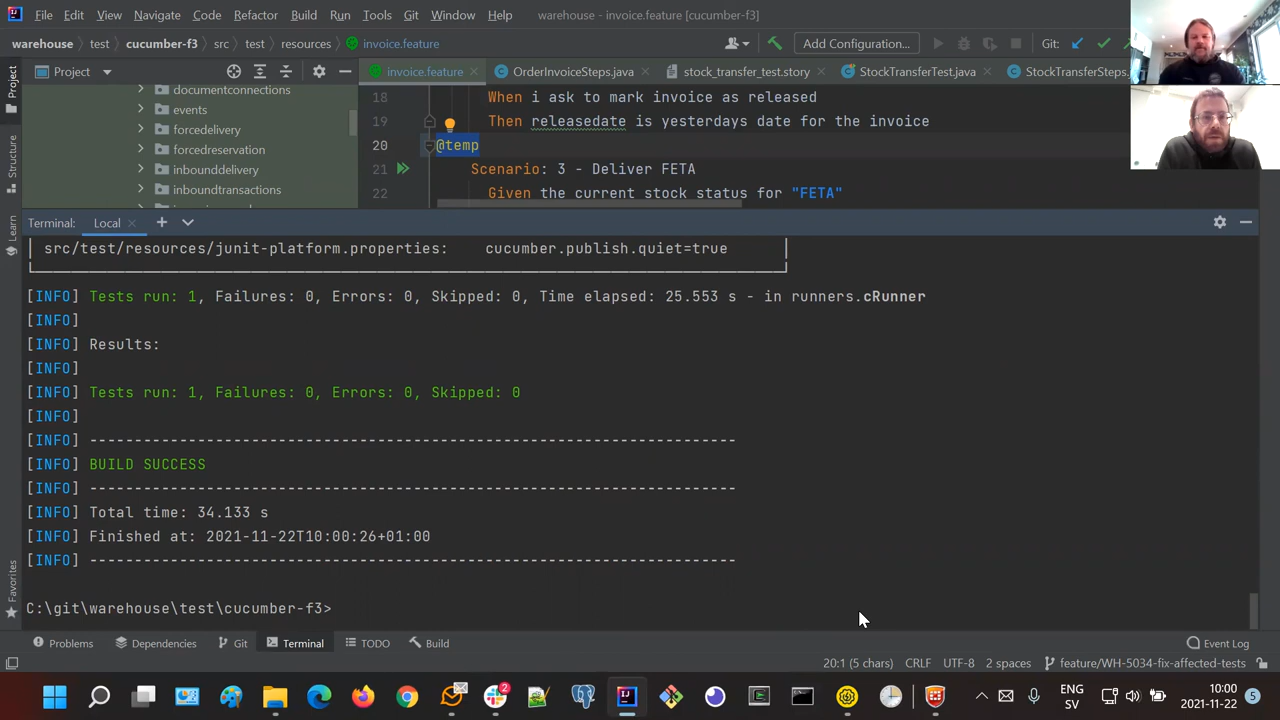 File Edit View Navigate Code Refactor Build Run Tools Git Window Help warehouse - invoice.feature [cucumber-f3]
warehouse test cucumber-f3 src test resources invoice.feature Add Configuration... Git:
Project invoice.feature OrderInvoiceSteps.java stock_transfer_test.story StockTransferTest.java StockTransferSteps.
documentconnections
events
forcedelivery
forcedreservation
inbounddelivery
inboundtransactions
18 When i ask to mark invoice as released
19 Then releasedate is yesterdays date for the invoice
20 @temp
21 Scenario: 3 - Deliver FETA
22 Given the current stock status for "FETA"
Project
Structure
Learn
Favorites
Terminal: Local
src/test/resources/junit-platform.properties: cucumber.publish.quiet=true
[INFO] Tests run: 1, Failures: 0, Errors: 0, Skipped: 0, Time elapsed: 25.553 s - in runners.cRunner
[INFO]
[INFO] Results:
[INFO]
[INFO] Tests run: 1, Failures: 0, Errors: 0, Skipped: 0
[INFO]
[INFO] ------------------------------------------------------------------------
[INFO] BUILD SUCCESS
[INFO] ------------------------------------------------------------------------
[INFO] Total time: 34.133 s
[INFO] Finished at: 2021-11-22T10:00:26+01:00
[INFO] ------------------------------------------------------------------------
C:\git\warehouse\test\cucumber-f3>
Problems Dependencies Git Terminal TODO Build Event Log
20:1 (5 chars) CRLF UTF-8 2 spaces feature/WH-5034-fix-affected-tests
2 ENG 10:00
SV 2021-11-22 5